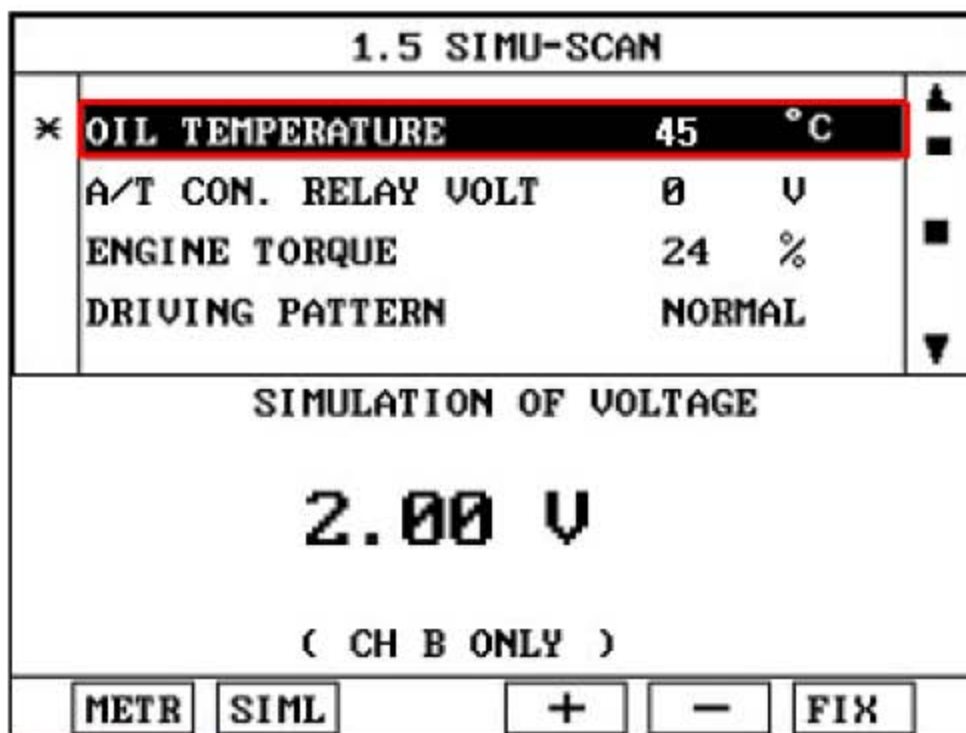 1.5 SIMU-SCAN
* OIL TEMPERATURE 45 °C
A/T CON. RELAY VOLT 0 V
ENGINE TORQUE 24 %
DRIVING PATTERN NORMAL
SIMULATION OF VOLTAGE
2.00 V
( CH B ONLY )
METR SIML + - FIX